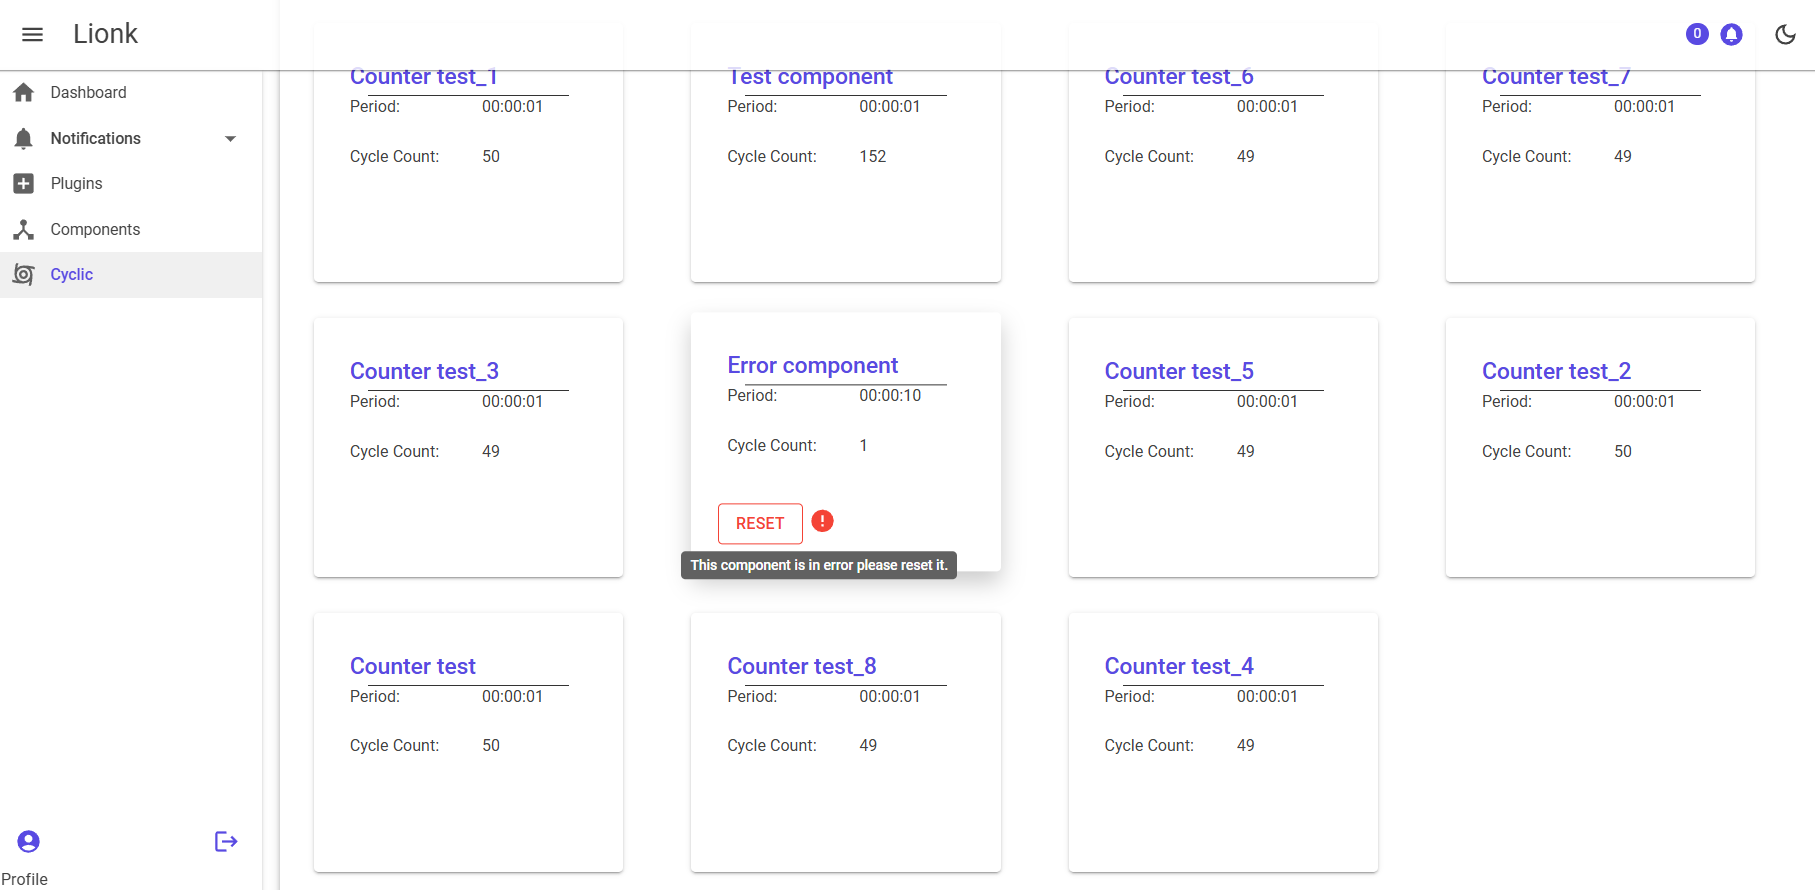 Lionk
0
Dashboard
Notifications
Plugins
Components
Cyclic
Profile
Counter test_1
Period: 00:00:01
Cycle Count: 50
Test component
Period: 00:00:01
Cycle Count: 152
Counter test_6
Period: 00:00:01
Cycle Count: 49
Counter test_7
Period: 00:00:01
Cycle Count: 49
Counter test_3
Period: 00:00:01
Cycle Count: 49
Error component
Period: 00:00:10
Cycle Count: 1
RESET
This component is in error please reset it.
Counter test_5
Period: 00:00:01
Cycle Count: 49
Counter test_2
Period: 00:00:01
Cycle Count: 50
Counter test
Period: 00:00:01
Cycle Count: 50
Counter test_8
Period: 00:00:01
Cycle Count: 49
Counter test_4
Period: 00:00:01
Cycle Count: 49